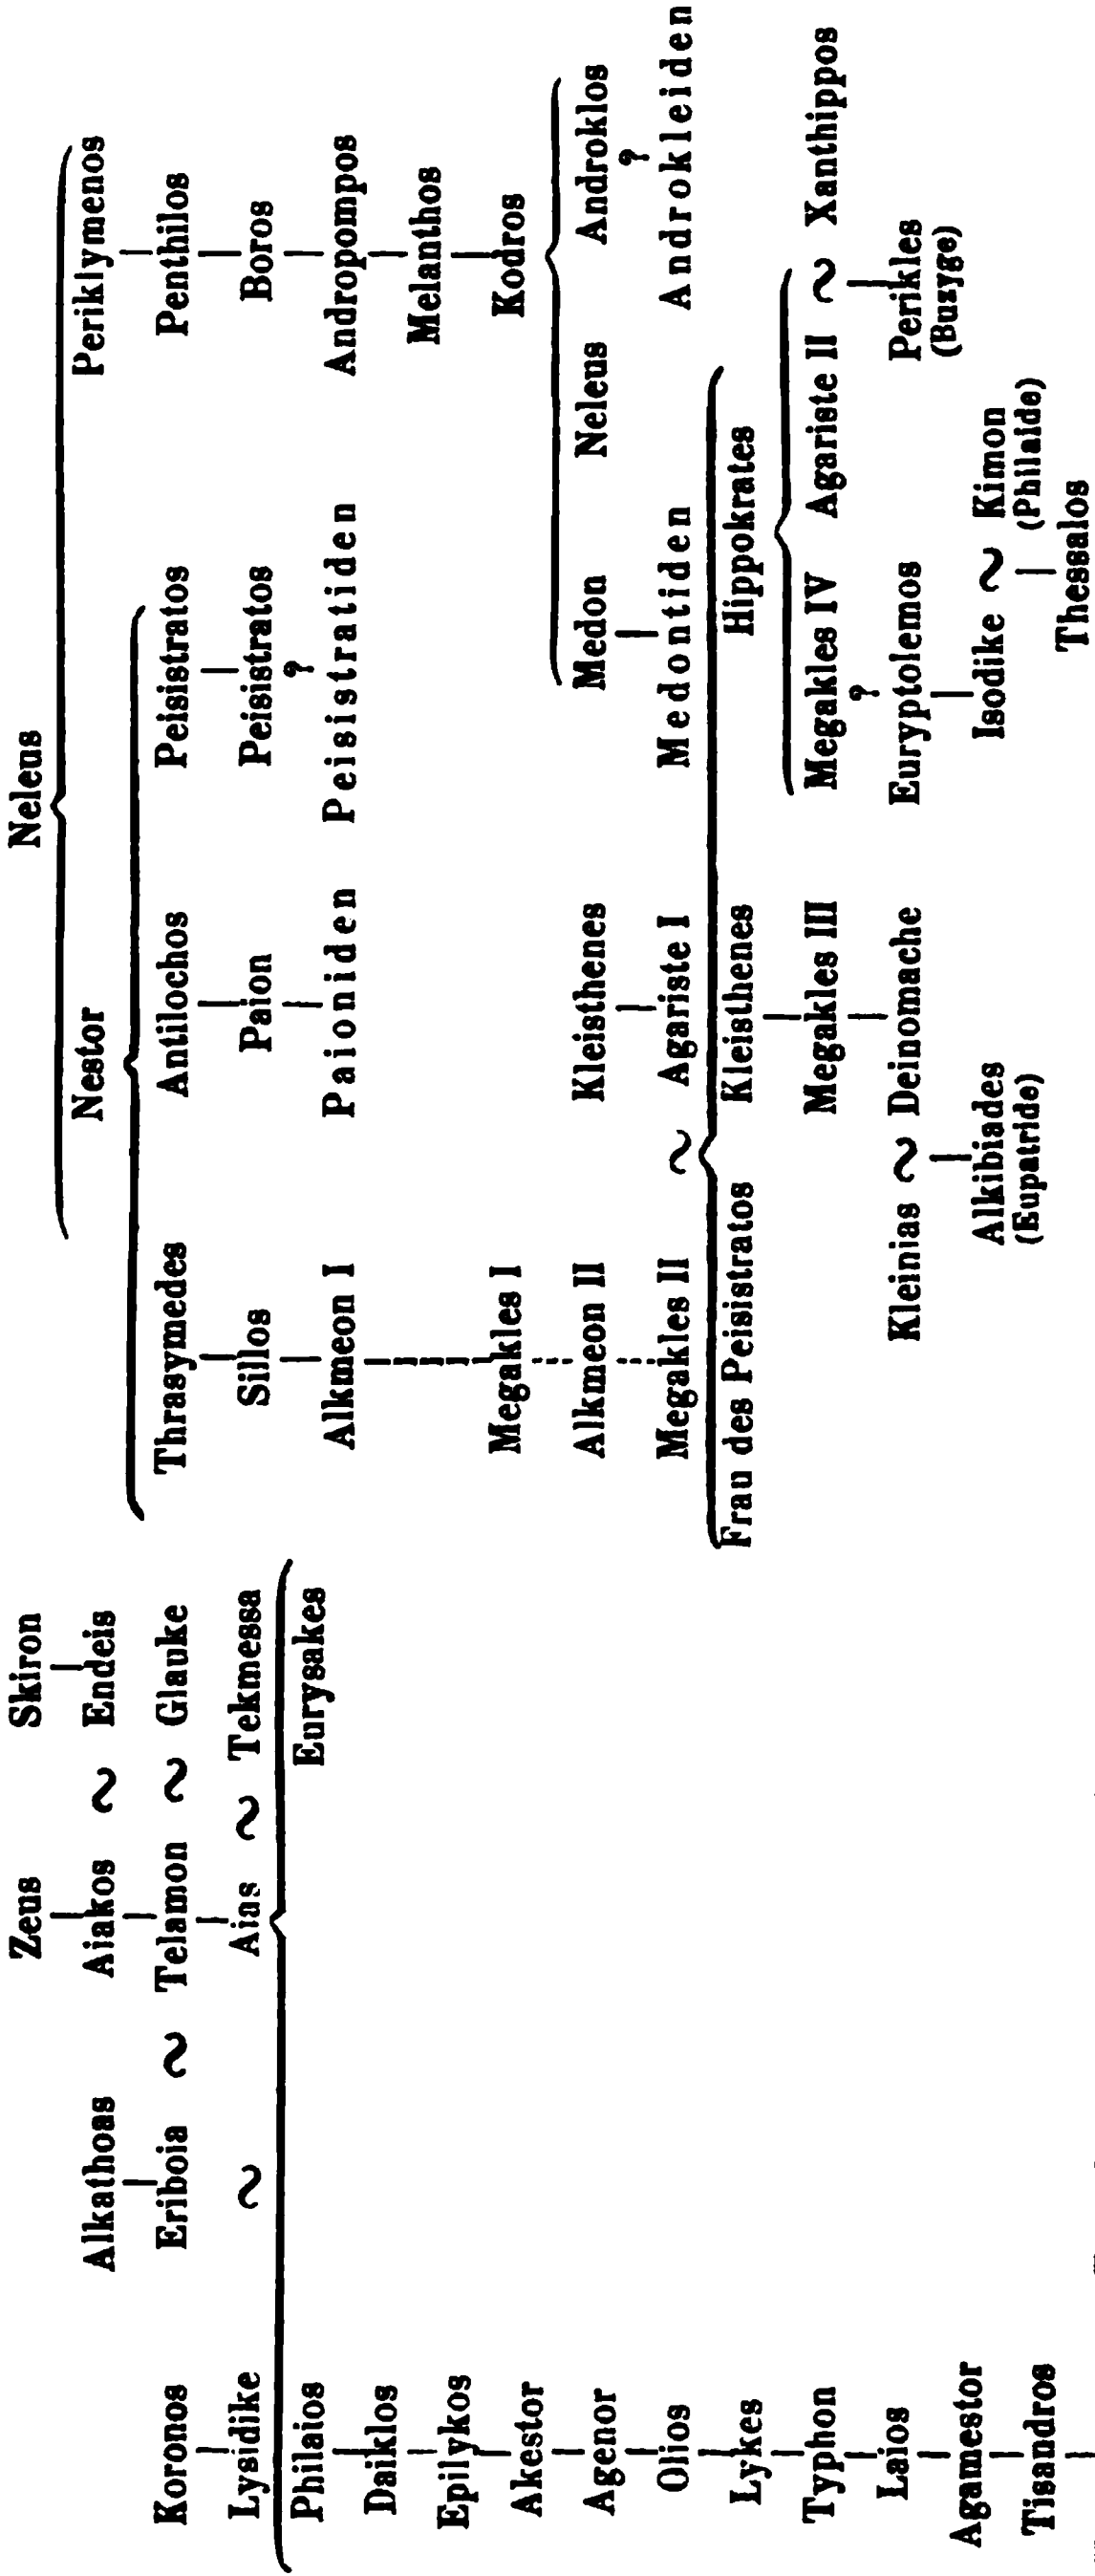 Zeus Skiron Neleus
Alkathoas Aiakos ∾ Endeis Nestor Periklymenos
Koronos Eriboia ∾ Telamon ∾ Glauke Thrasymedes Antilochos Peisistratos Penthilos
Lysidike ∾ Aias ∾ Tekmessa Sillos Paion Peisistratos Boros
?
Philaios Eurysakes Alkmeon I Paioniden Peisistratiden Andropompos
Daiklos Melanthos
Epilykos
Akestor Megakles I Kodros
Agenor Alkmeon II Kleisthenes Medon Neleus Androklos
?
Olios Megakles II ∾ Agariste I Medontiden Androkleiden
Lykes Frau des Peisistratos Kleisthenes Hippokrates
Typhon Megakles III Megakles IV Agariste II ∾ Xanthippos
?
Laios Kleinias ∾ Deinomache Euryptolemos Perikles
(Buzyge)
Agamestor Alkibiades Isodike ∾ Kimon
Tisandros (Eupatride) (Philaide)
Thessalos